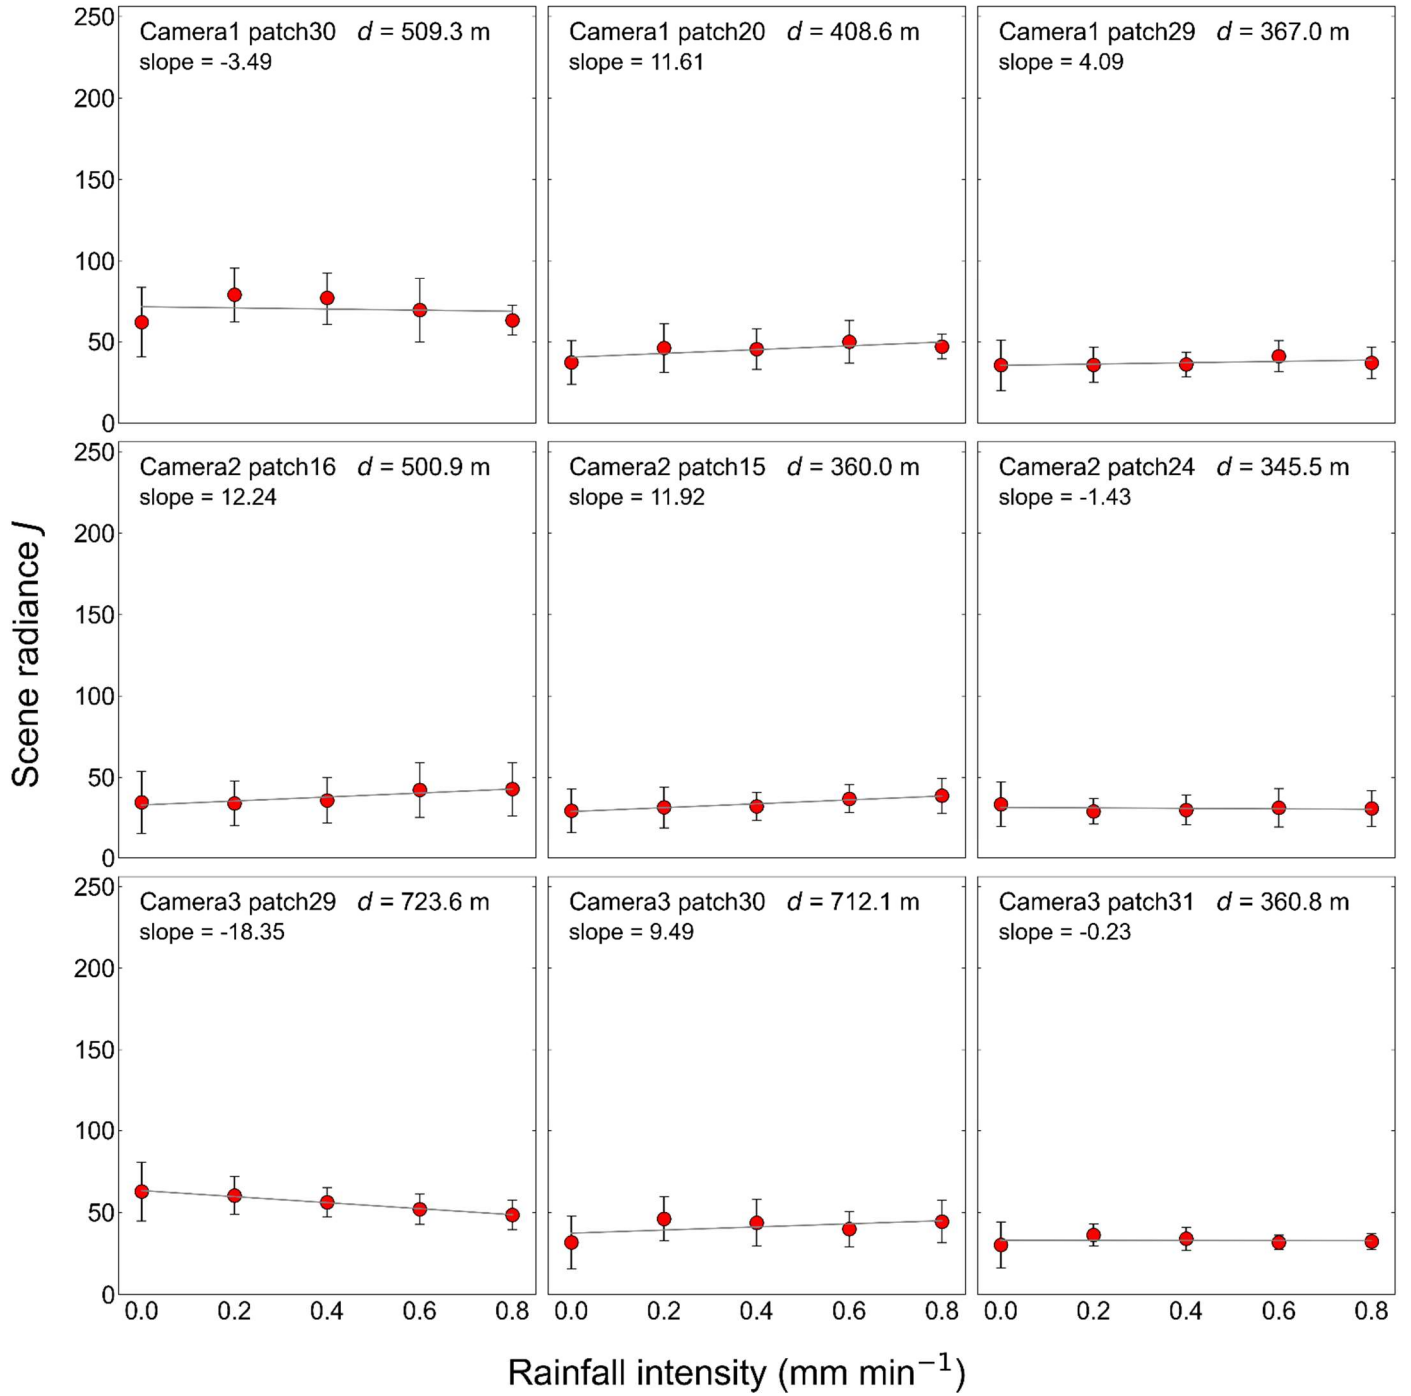 Camera1 patch30 d = 509.3 m
slope = -3.49
Camera1 patch20 d = 408.6 m
slope = 11.61
Camera1 patch29 d = 367.0 m
slope = 4.09
250
200
150
100
50
0
Camera2 patch16 d = 500.9 m
slope = 12.24
Camera2 patch15 d = 360.0 m
slope = 11.92
Camera2 patch24 d = 345.5 m
slope = -1.43
250
200
150
100
50
0
Scene radiance J
Camera3 patch29 d = 723.6 m
slope = -18.35
Camera3 patch30 d = 712.1 m
slope = 9.49
Camera3 patch31 d = 360.8 m
slope = -0.23
250
200
150
100
50
0
0.0 0.2 0.4 0.6 0.8
0.0 0.2 0.4 0.6 0.8
0.0 0.2 0.4 0.6 0.8
Rainfall intensity (mm min⁻¹)